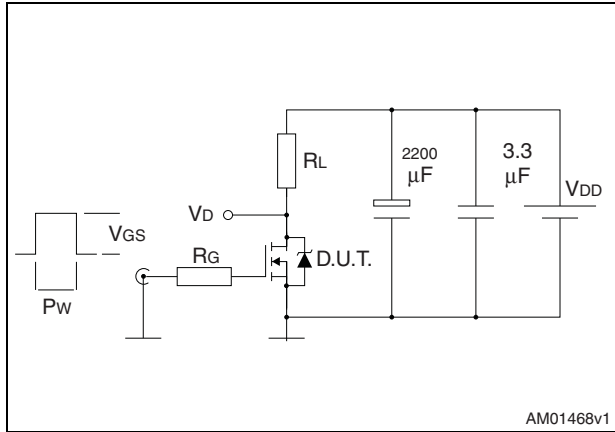 RL
2200
μF
3.3
μF
VDD
VD
VGS
RG
D.U.T.
PW
AM01468v1